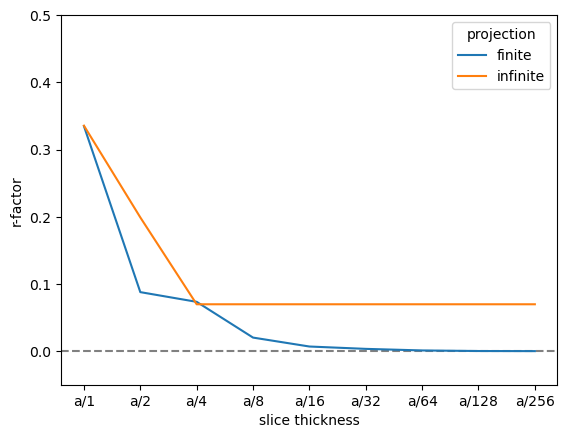 0.5
projection
finite
infinite
0.4
0.3
r-factor
0.2
0.1
0.0
a/1 a/2 a/4 a/8 a/16 a/32 a/64 a/128 a/256
slice thickness